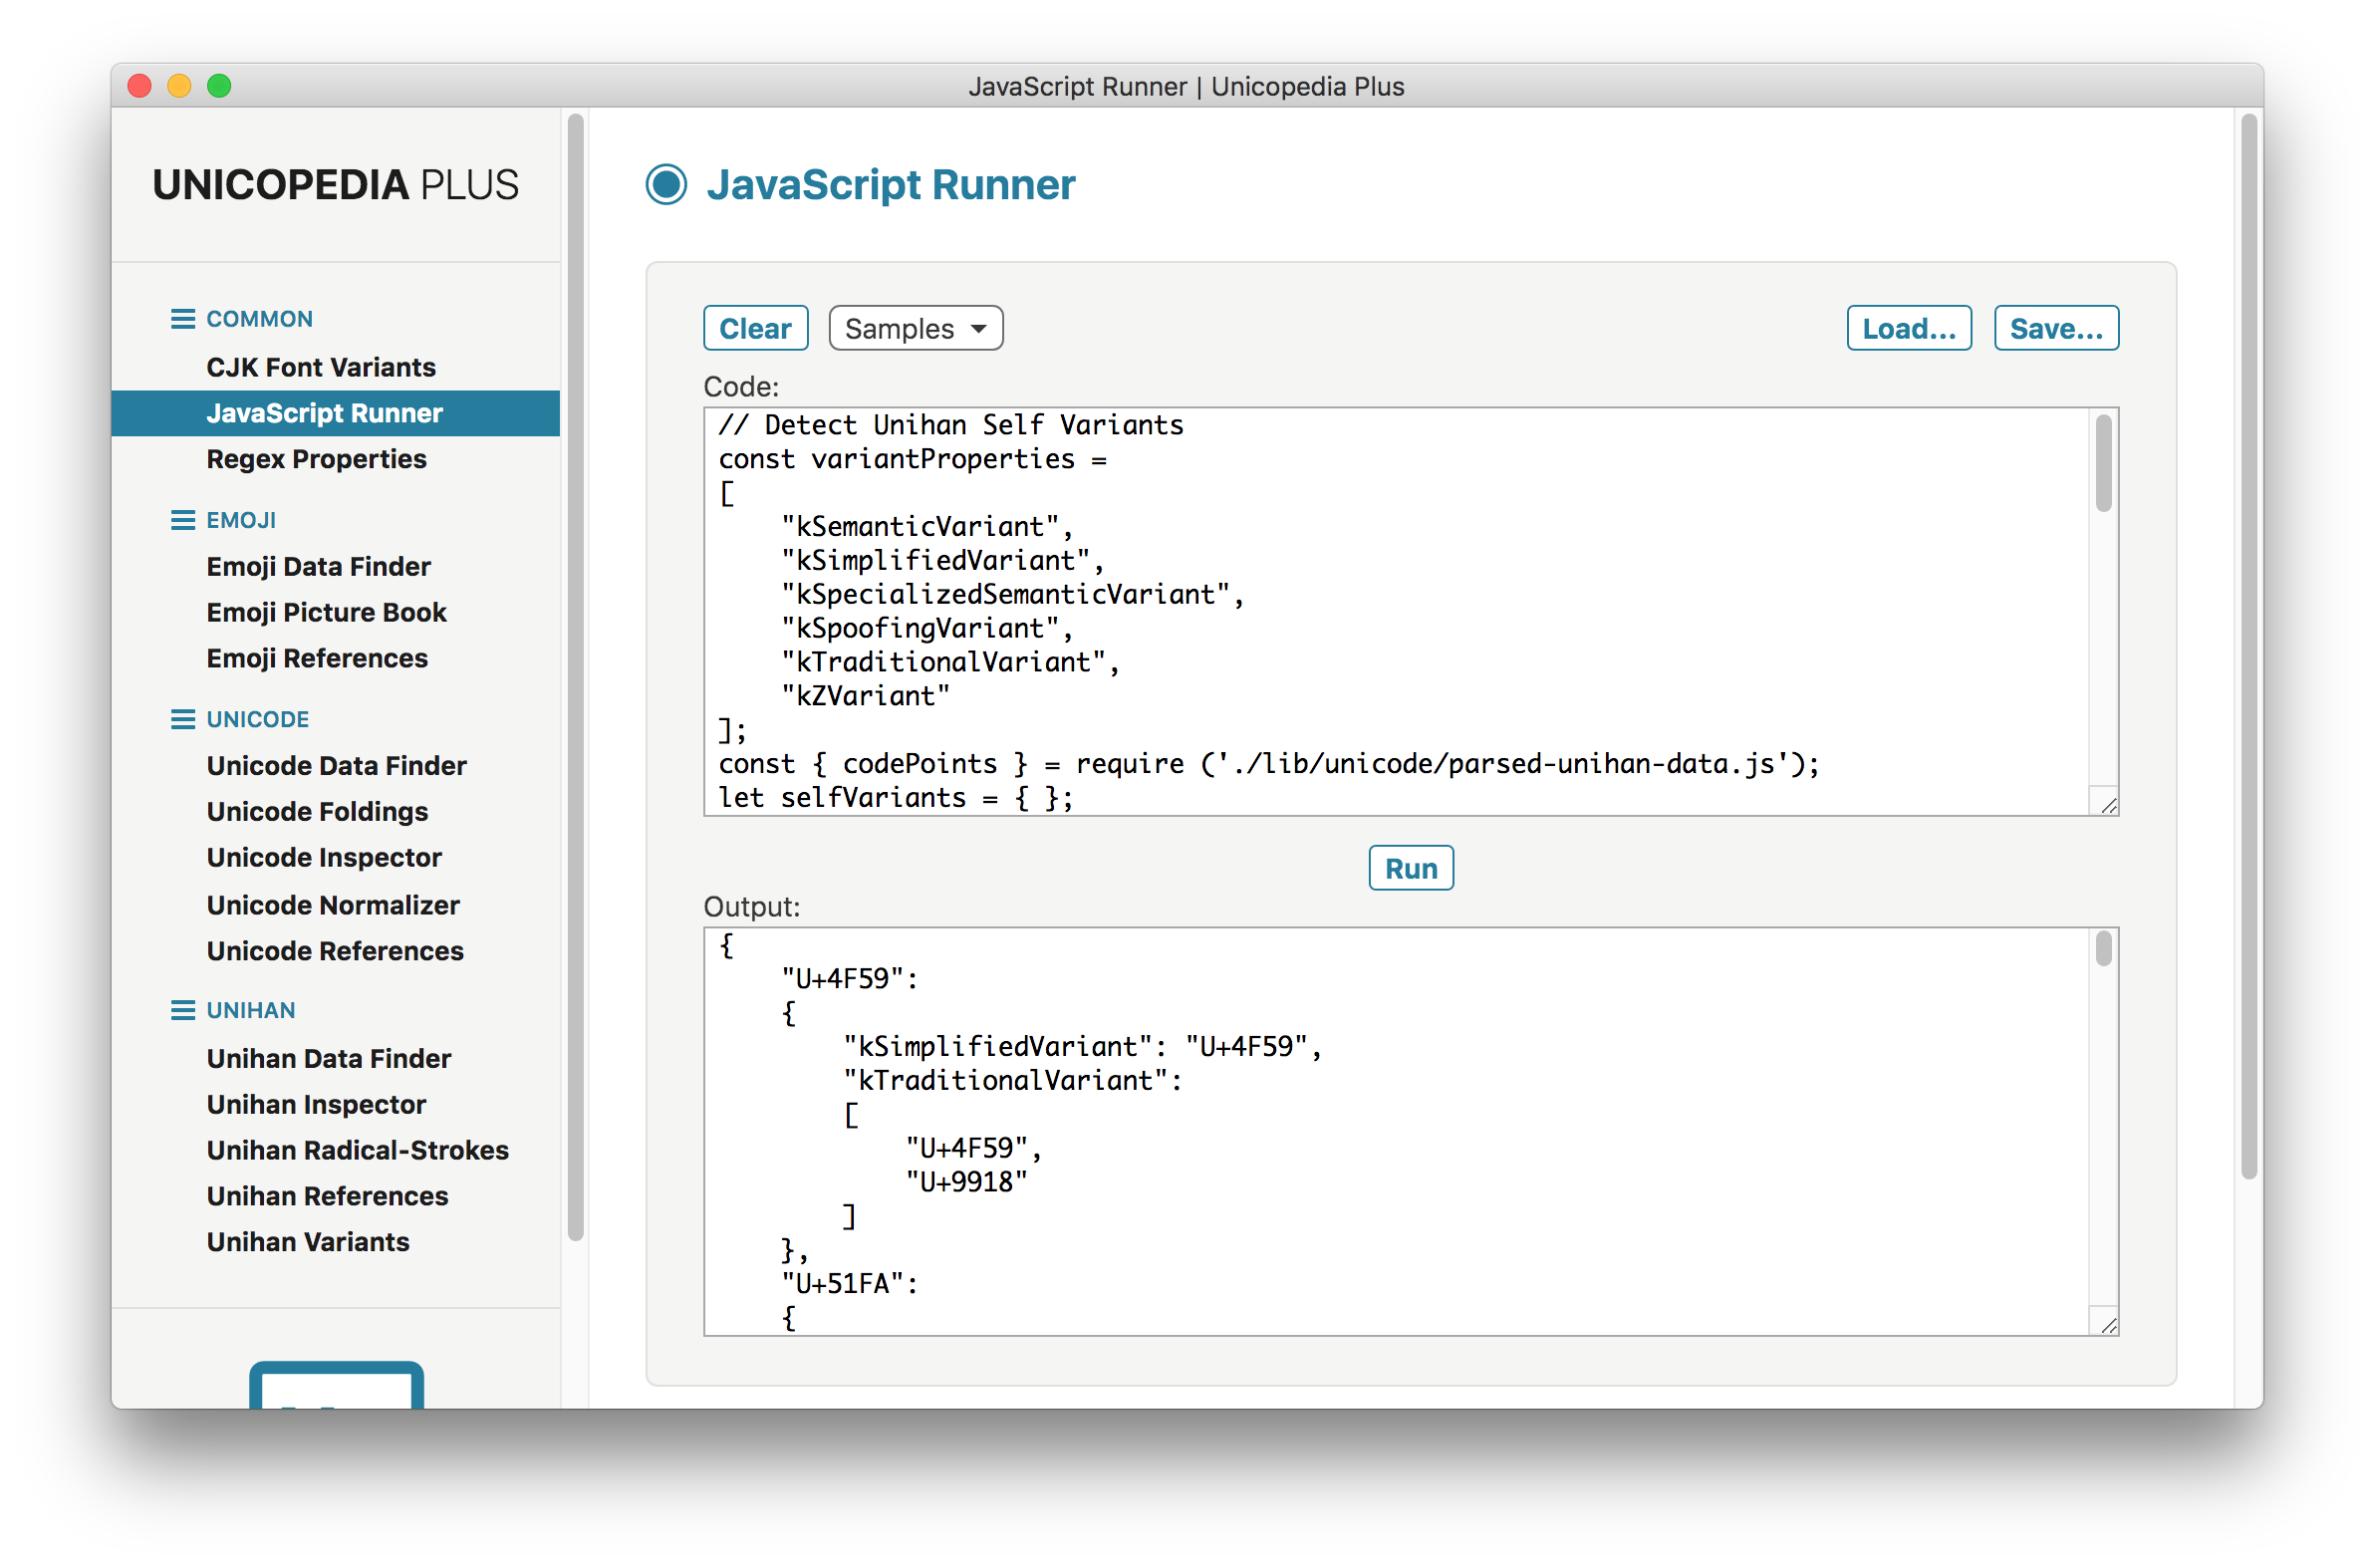 JavaScript Runner | Unicopedia Plus
UNICOPEDIA PLUS
COMMON
CJK Font Variants
JavaScript Runner
Regex Properties
EMOJI
Emoji Data Finder
Emoji Picture Book
Emoji References
UNICODE
Unicode Data Finder
Unicode Foldings
Unicode Inspector
Unicode Normalizer
Unicode References
UNIHAN
Unihan Data Finder
Unihan Inspector
Unihan Radical-Strokes
Unihan References
Unihan Variants
JavaScript Runner
Clear Samples Load... Save...
Code:
// Detect Unihan Self Variants
const variantProperties =
[
    "kSemanticVariant",
    "kSimplifiedVariant",
    "kSpecializedSemanticVariant",
    "kSpoofingVariant",
    "kTraditionalVariant",
    "kZVariant"
];
const { codePoints } = require ('./lib/unicode/parsed-unihan-data.js');
let selfVariants = { };
Run
Output:
{
    "U+4F59":
    {
        "kSimplifiedVariant": "U+4F59",
        "kTraditionalVariant":
        [
            "U+4F59",
            "U+9918"
        ]
    },
    "U+51FA":
    {